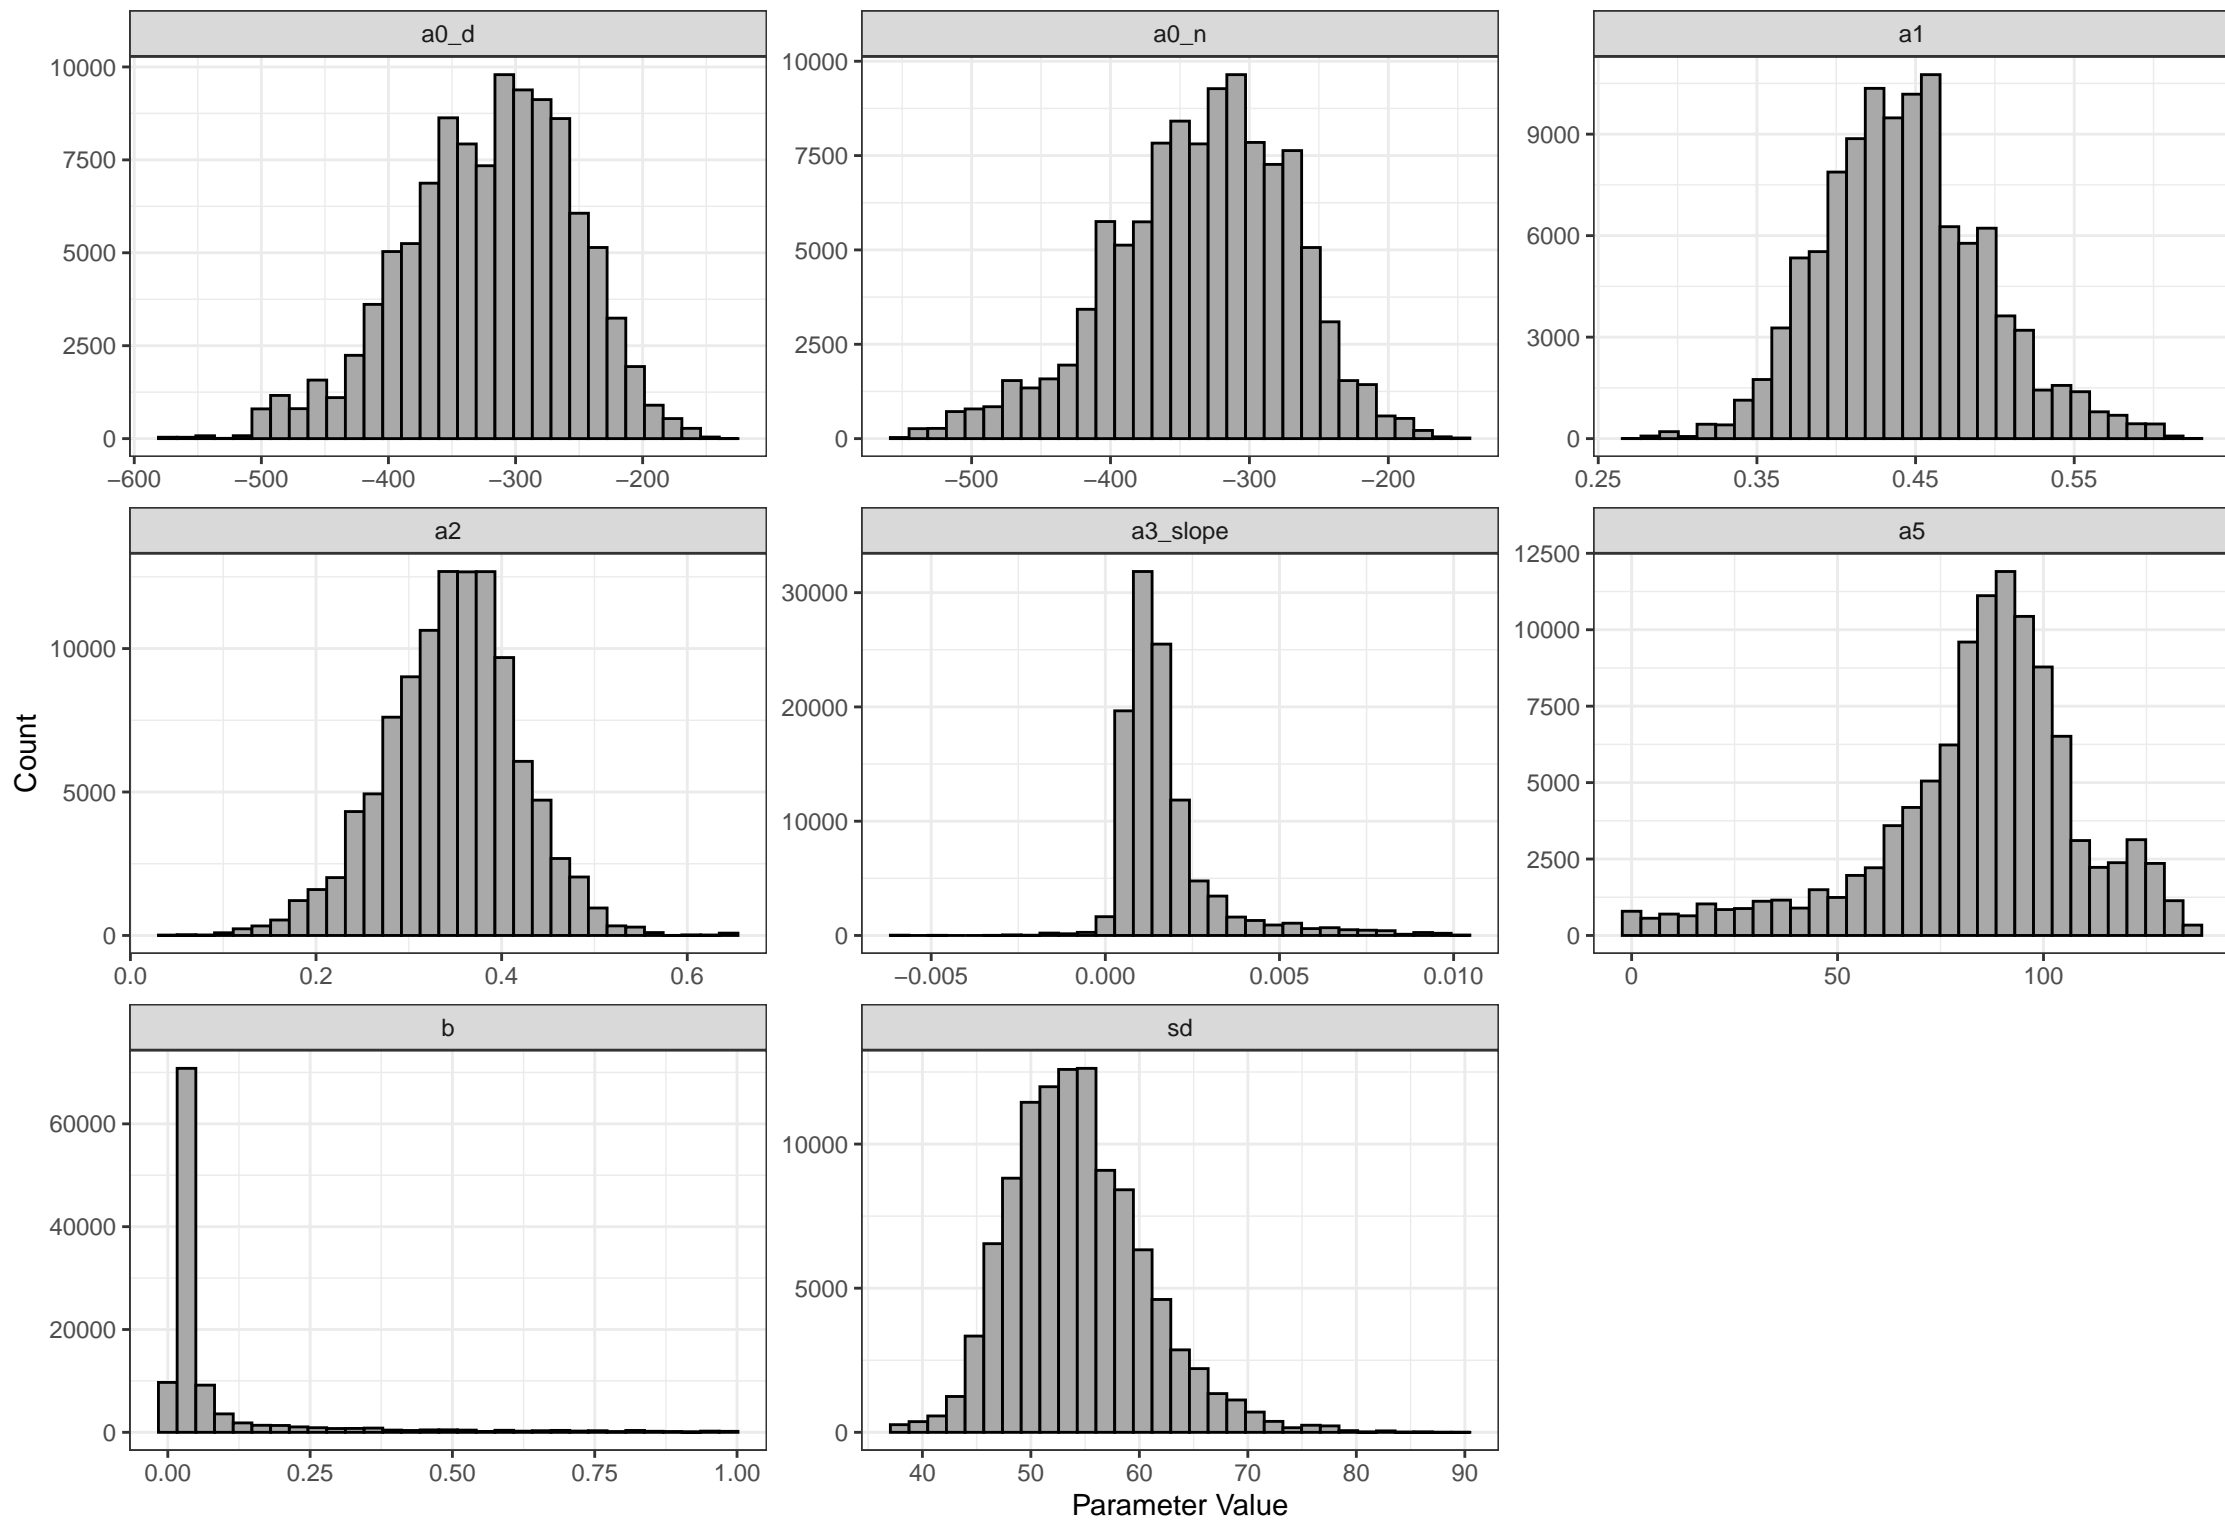 a0_d
a0_n
a1
10000
7500
5000
2500
0
−600 −500 −400 −300 −200
10000
7500
5000
2500
0
−500 −400 −300 −200
9000
6000
3000
0
0.25 0.35 0.45 0.55
a2
a3_slope
a5
10000
5000
0
0.0 0.2 0.4 0.6
30000
20000
10000
0
−0.005 0.000 0.005 0.010
12500
10000
7500
5000
2500
0
0 50 100
Count
b
sd
60000
40000
20000
0
0.00 0.25 0.50 0.75 1.00
10000
5000
0
40 50 60 70 80 90
Parameter Value